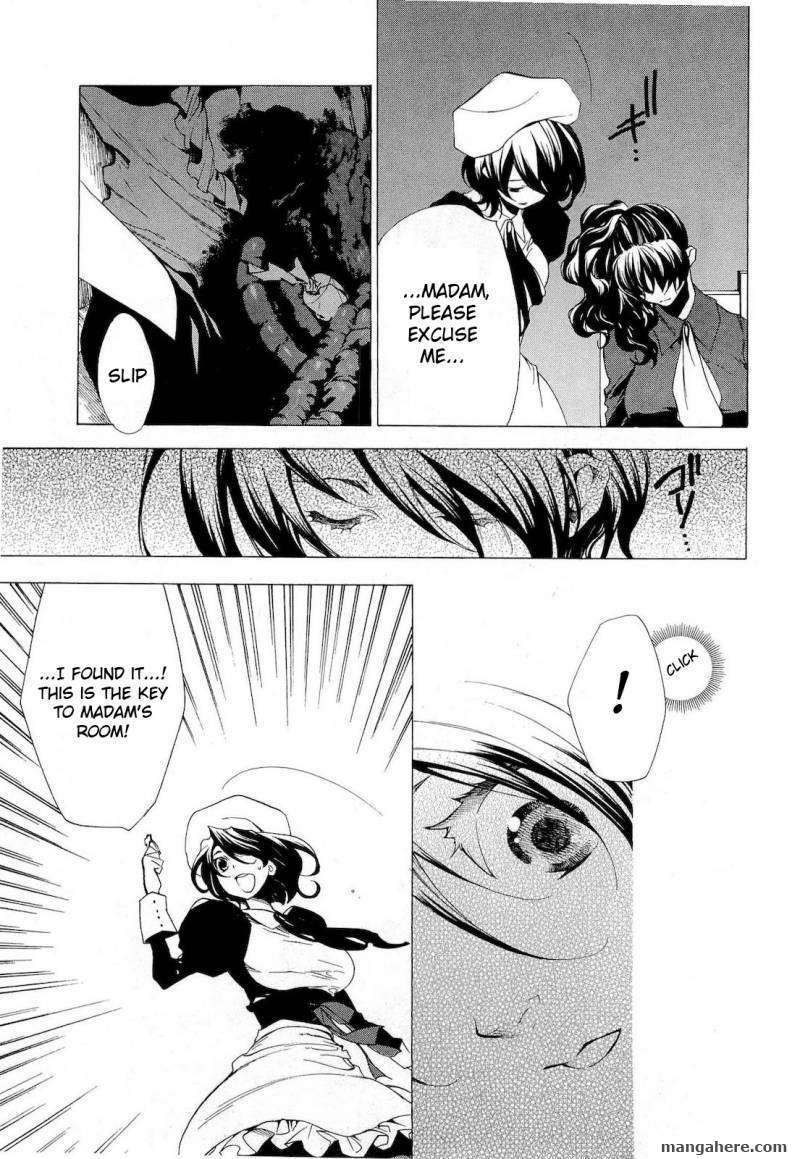 ギ...!!
...MADAM,
PLEASE
EXCUSE
ME...
SLIP
ゴソ...
CLICK
!
...I FOUND IT...!
THIS IS THE KEY
TO MADAM'S
ROOM!
mangahere.com